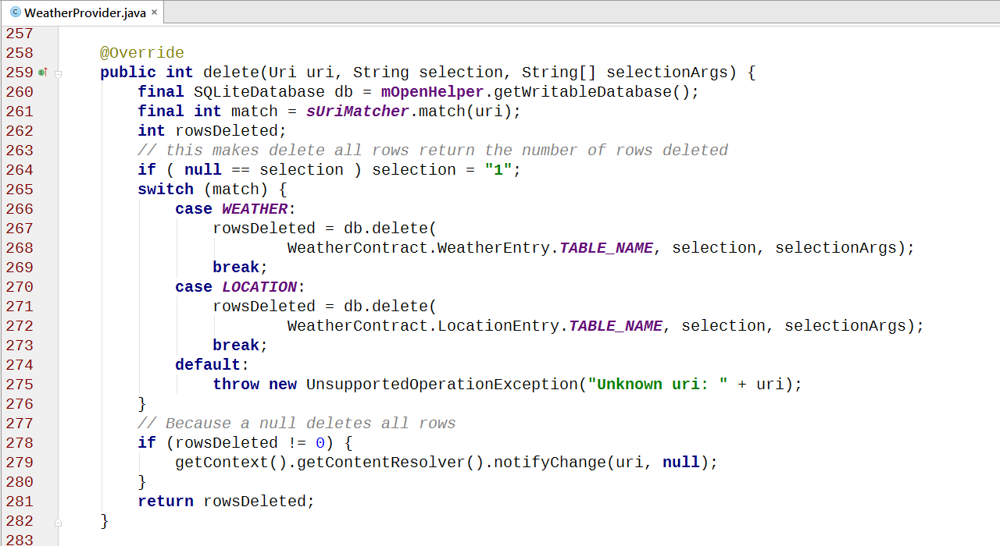 WeatherProvider.java ×
257
258 @Override
259 public int delete(Uri uri, String selection, String[] selectionArgs) {
260 final SQLiteDatabase db = mOpenHelper.getWritableDatabase();
261 final int match = sUriMatcher.match(uri);
262 int rowsDeleted;
263 // this makes delete all rows return the number of rows deleted
264 if ( null == selection ) selection = "1";
265 switch (match) {
266 case WEATHER:
267 rowsDeleted = db.delete(
268 WeatherContract.WeatherEntry.TABLE_NAME, selection, selectionArgs);
269 break;
270 case LOCATION:
271 rowsDeleted = db.delete(
272 WeatherContract.LocationEntry.TABLE_NAME, selection, selectionArgs);
273 break;
274 default:
275 throw new UnsupportedOperationException("Unknown uri: " + uri);
276 }
277 // Because a null deletes all rows
278 if (rowsDeleted != 0) {
279 getContext().getContentResolver().notifyChange(uri, null);
280 }
281 return rowsDeleted;
282 }
283